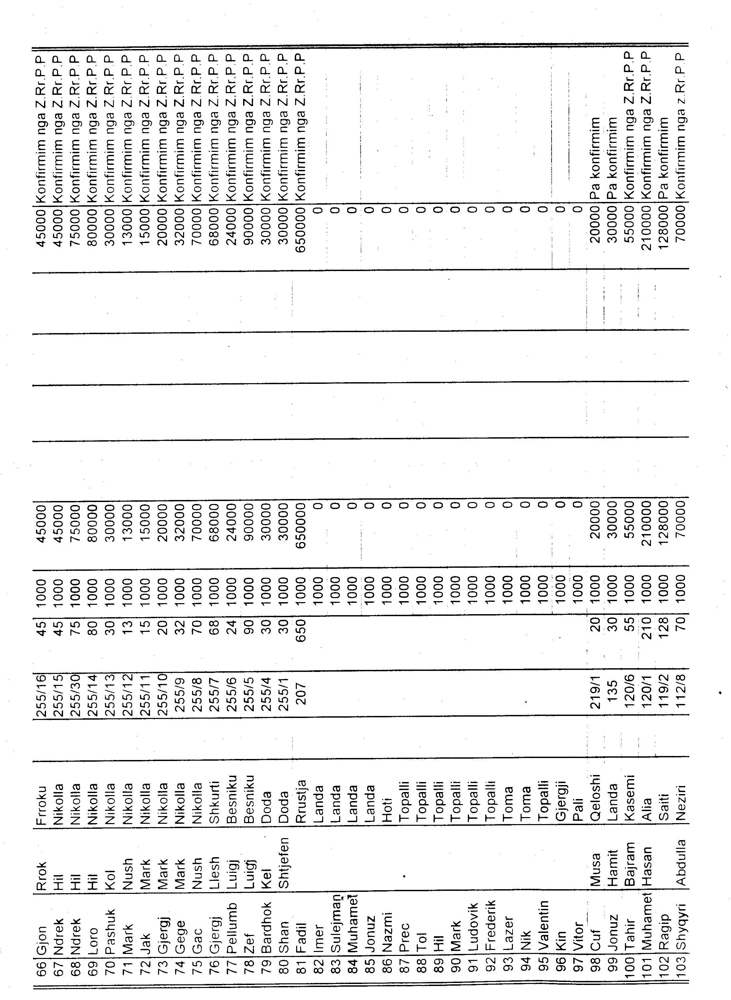 66 Gjon Rrok Frroku 255/16 45 1000 45000 45000 Konfirmim nga Z.Rr.P.P
67 Ndrek Hil Nikolla 255/15 45 1000 45000 45000 Konfirmim nga Z.Rr.P.P
68 Ndrek Hil Nikolla 255/30 75 1000 75000 75000 Konfirmim nga Z.Rr.P.P
69 Loro Hil Nikolla 255/14 80 1000 80000 80000 Konfirmim nga Z.Rr.P.P
70 Pashuk Kol Nikolla 255/13 30 1000 30000 30000 Konfirmim nga Z.Rr.P.P
71 Mark Nush Nikolla 255/12 13 1000 13000 13000 Konfirmim nga Z.Rr.P.P
72 Jak Mark Nikolla 255/11 15 1000 15000 15000 Konfirmim nga Z.Rr.P.P
73 Gjergj Mark Nikolla 255/10 20 1000 20000 20000 Konfirmim nga Z.Rr.P.P
74 Gege Mark Nikolla 255/9 32 1000 32000 32000 Konfirmim nga Z.Rr.P.P
75 Gac Nush Nikolla 255/8 70 1000 70000 70000 Konfirmim nga Z.Rr.P.P
76 Gjergj Llesh Shkurti 255/7 68 1000 68000 68000 Konfirmim nga Z.Rr.P.P
77 Pellumb Luigj Besniku 255/6 24 1000 24000 24000 Konfirmim nga Z.Rr.P.P
78 Zef Luigj Besniku 255/5 90 1000 90000 90000 Konfirmim nga Z.Rr.P.P
79 Bardhok Kel Doda 255/4 30 1000 30000 30000 Konfirmim nga Z.Rr.P.P
80 Shan Shtjefen Doda 255/1 30 1000 30000 30000 Konfirmim nga Z.Rr.P.P
81 Fadil Rrustja 207 650 1000 650000 650000 Konfirmim nga Z.Rr.P.P
82 Imer Landa 1000 0 0
83 Sulejman Landa 1000 0 0
84 Muhamet Landa 1000 0 0
85 Jonuz Landa 1000 0 0
86 Nazmi Hoti 1000 0 0
87 Prec Topalli 1000 0 0
88 Tol Topalli 1000 0 0
89 Hil Topalli 1000 0 0
90 Mark Topalli 1000 0 0
91 Ludovik Topalli 1000 0 0
92 Frederik Topalli 1000 0 0
93 Lazer Toma 1000 0 0
94 Nik Toma 1000 0 0
95 Valentin Topalli 1000 0 0
96 Kin Gjergji 1000 0 0
97 Vitor Pali 1000 0 0
98 Cuf Musa Qeloshi 219/1 20 1000 20000 20000 Pa konfirmim
99 Jonuz Hamit Landa 135 30 1000 30000 30000 Pa konfirmim
100 Tahir Bajram Kasemi 120/6 55 1000 55000 55000 Konfirmim nga Z.Rr.P.P
101 Muhamet Hasan Alia 120/1 210 1000 210000 210000 Konfirmim nga Z.Rr.P.P
102 Ragip Saiti 119/2 128 1000 128000 128000 Pa konfirmim
103 Shyqyri Abdulla Neziri 112/8 70 1000 70000 70000 Konfirmim nga z.Rr.P.P